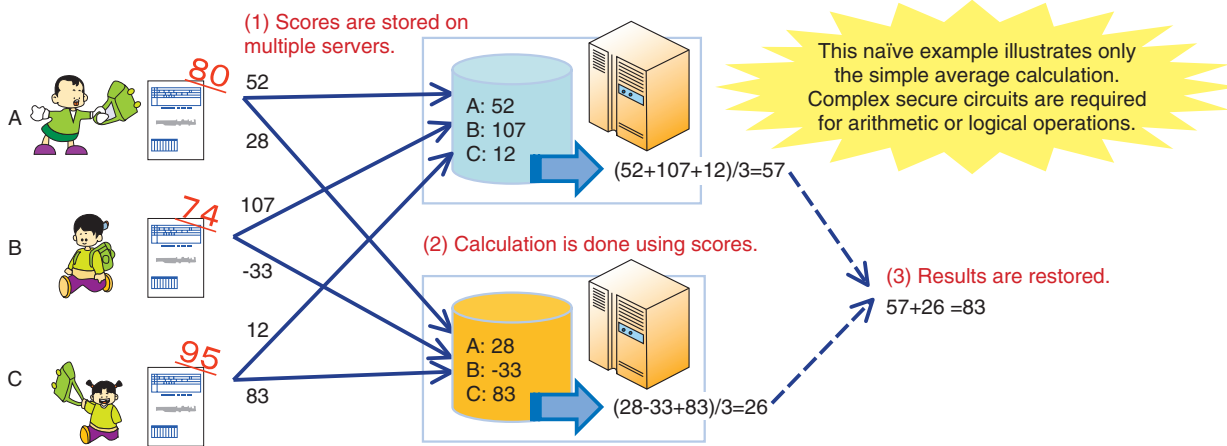 (1) Scores are stored on
multiple servers.
This naïve example illustrates only
the simple average calculation.
Complex secure circuits are required
for arithmetic or logical operations.
A
80
52
28
A: 52
B: 107
C: 12
(52+107+12)/3=57
B
74
107
-33
(2) Calculation is done using scores.
(3) Results are restored.
57+26 =83
C
95
12
83
A: 28
B: -33
C: 83
(28-33+83)/3=26